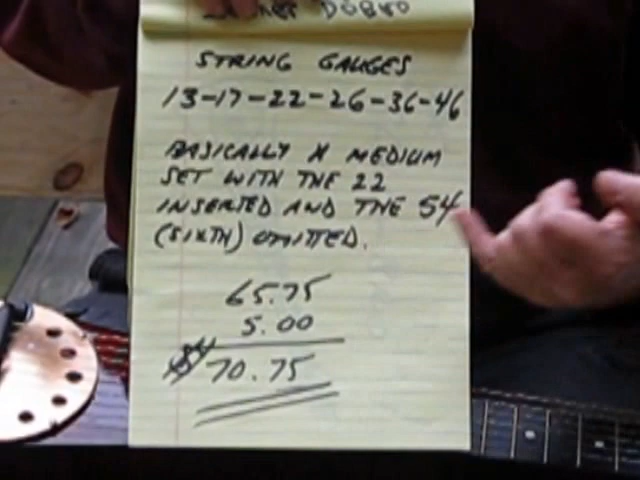 DOBRO
STRING GAUGES
13-17-22-26-36-46
BASICALLY A MEDIUM
SET WITH THE 22
INSERTED AND THE 54
(SIXTH) OMITTED.
65.75
5.00
$70.75